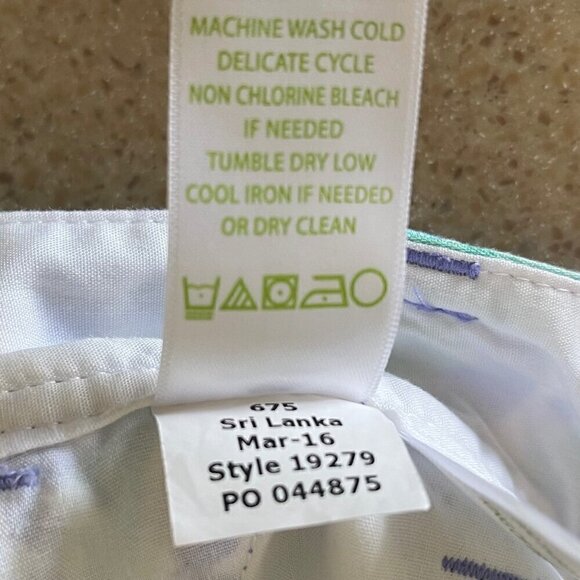 MACHINE WASH COLD
DELICATE CYCLE
NON CHLORINE BLEACH
IF NEEDED
TUMBLE DRY LOW
COOL IRON IF NEEDED
OR DRY CLEAN
675
Sri Lanka
Mar-16
Style 19279
PO 044875